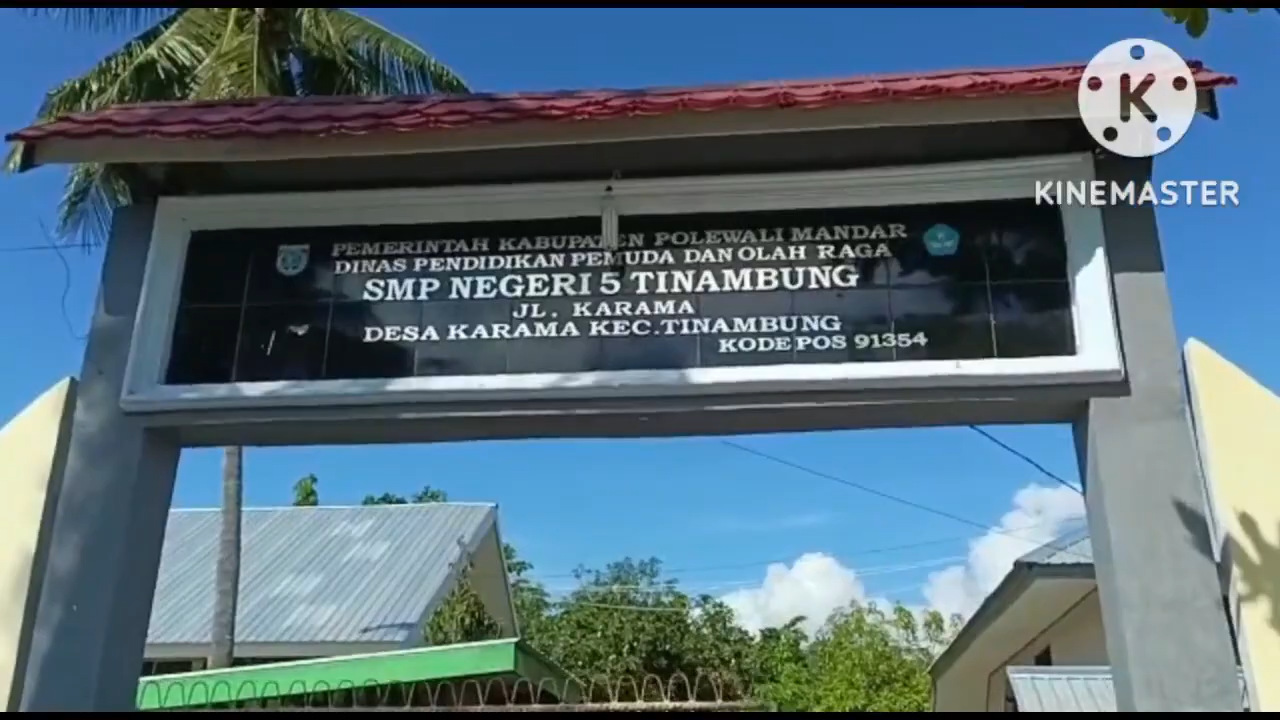 K
KINEMASTER
PEMERINTAH KABUPATEN POLEWALI MANDAR
DINAS PENDIDIKAN PEMUDA DAN OLAH RAGA
SMP NEGERI 5 TINAMBUNG
JL. KARAMA
DESA KARAMA KEC.TINAMBUNG
KODE POS 91354